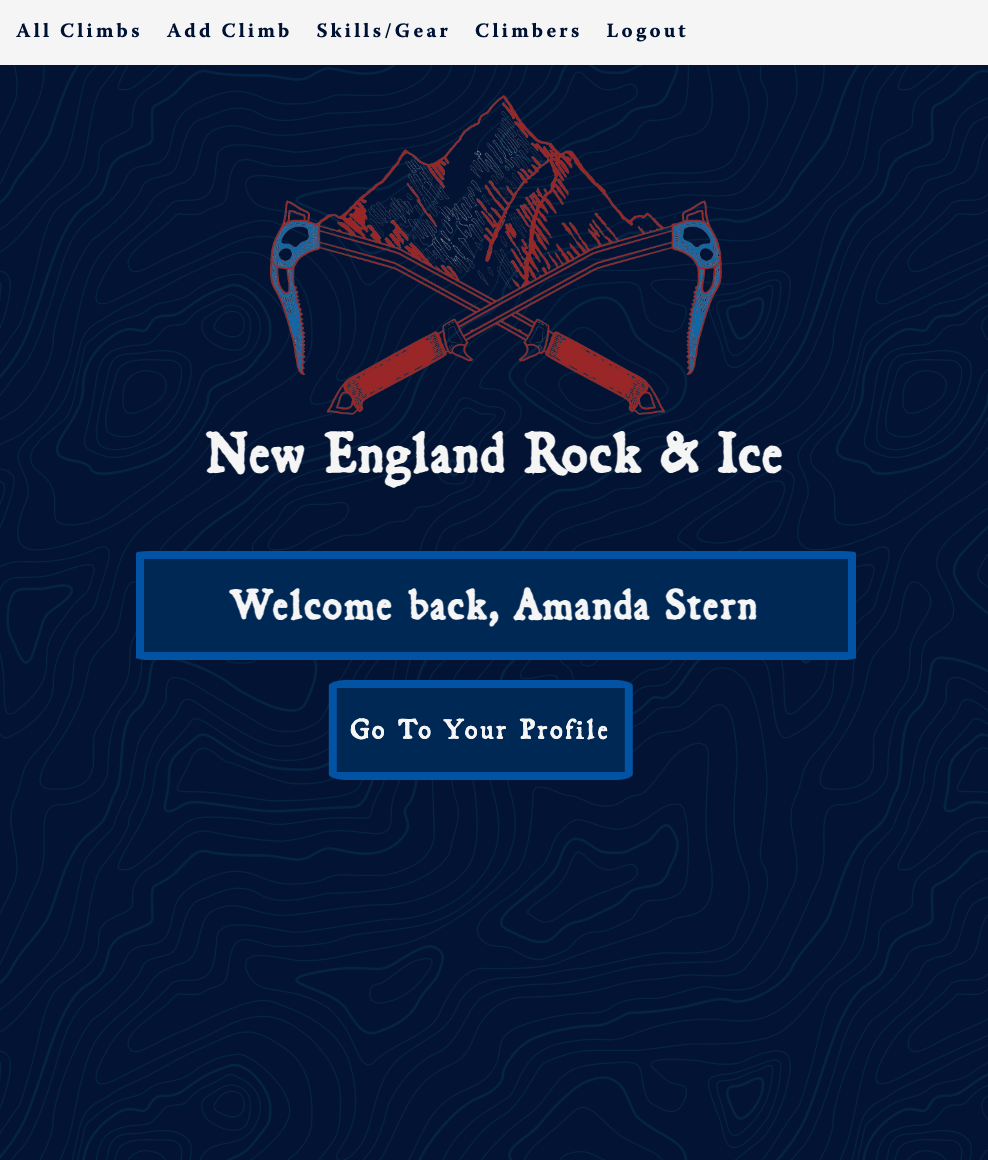 All Climbs Add Climb Skills/Gear Climbers Logout
New England Rock & Ice
Welcome back, Amanda Stern
Go To Your Profile